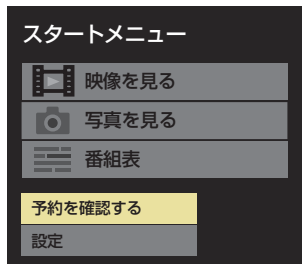 スタートメニュー
映像を見る
写真を見る
番組表
予約を確認する
設定